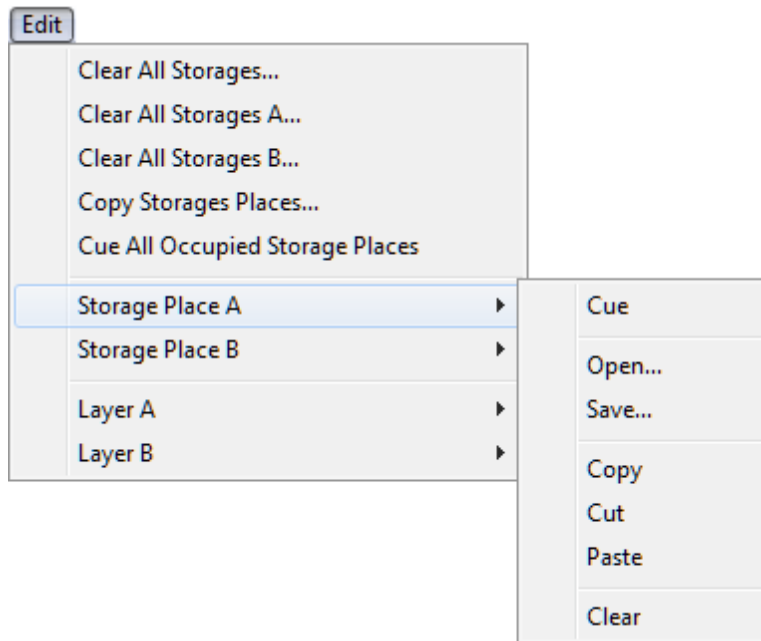 Edit
Clear All Storages...
Clear All Storages A...
Clear All Storages B...
Copy Storages Places...
Cue All Occupied Storage Places
Storage Place A
Storage Place B
Layer A
Layer B
Cue
Open...
Save...
Copy
Cut
Paste
Clear